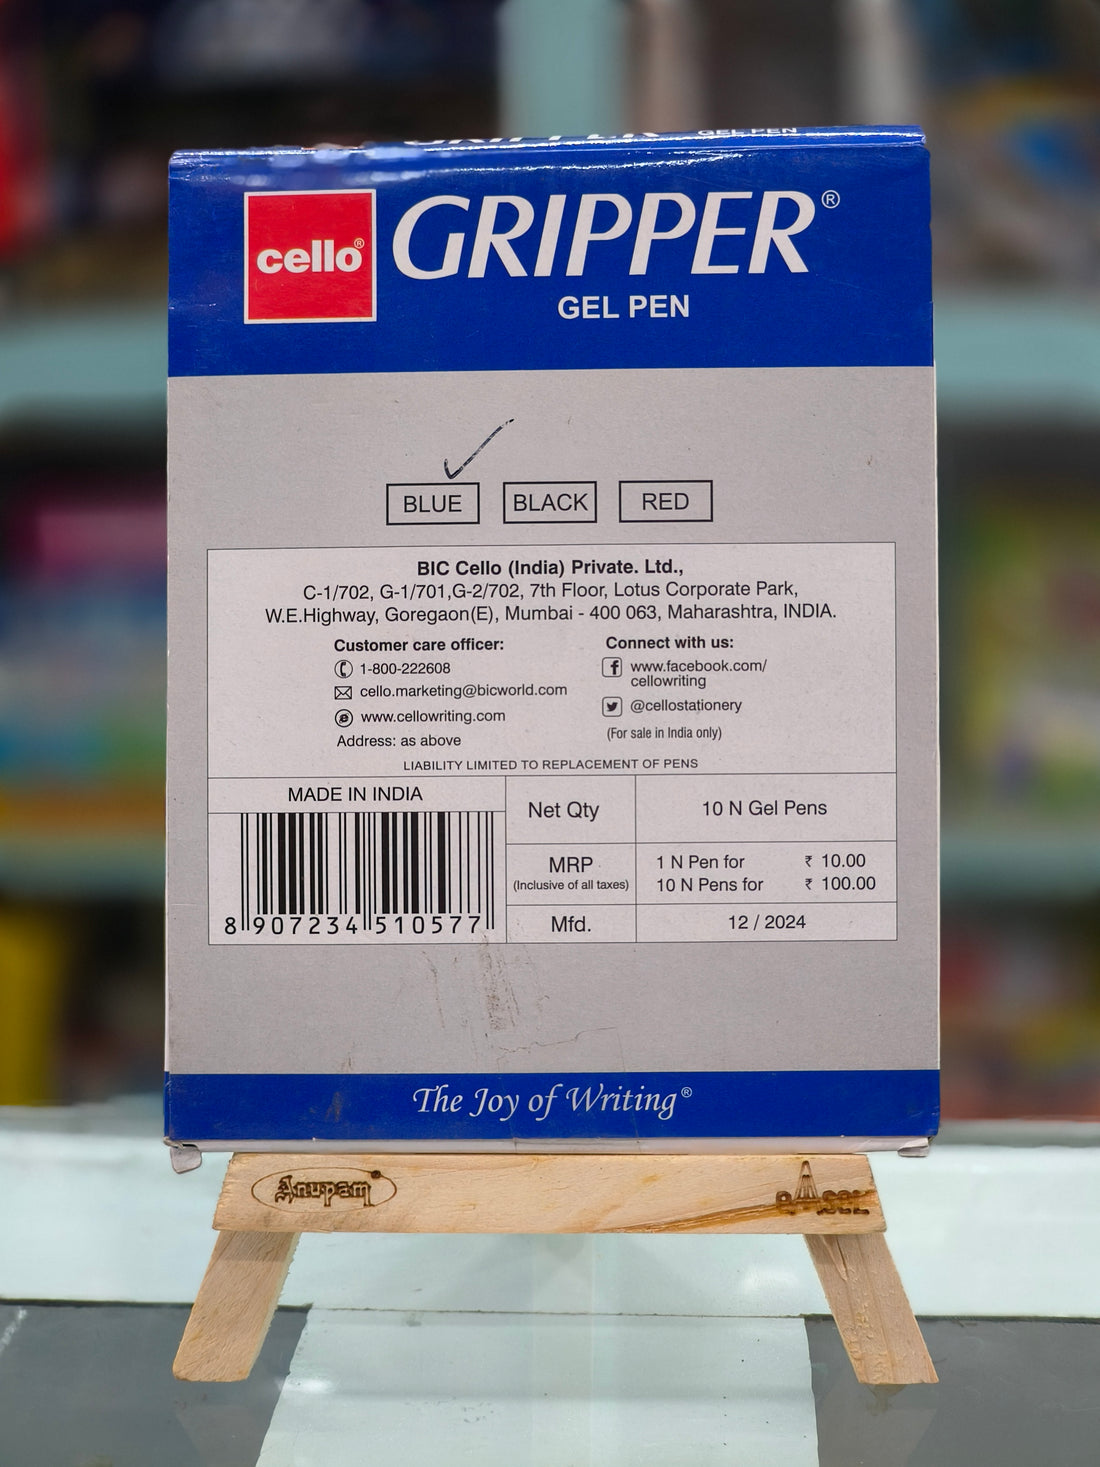 GEL PEN
cello®
GRIPPER®
GEL PEN
BLUE BLACK RED
BIC Cello (India) Private. Ltd.,
C-1/702, G-1/701,G-2/702, 7th Floor, Lotus Corporate Park,
W.E.Highway, Goregaon(E), Mumbai - 400 063, Maharashtra, INDIA.
Customer care officer:
1-800-222608
cello.marketing@bicworld.com
www.cellowriting.com
Address: as above
Connect with us:
www.facebook.com/
cellowriting
@cellostationery
(For sale in India only)
LIABILITY LIMITED TO REPLACEMENT OF PENS
MADE IN INDIA
8 907234 510577
Net Qty 10 N Gel Pens
MRP (Inclusive of all taxes)
1 N Pen for ₹ 10.00
10 N Pens for ₹ 100.00
Mfd. 12 / 2024
The Joy of Writing®
Anupam